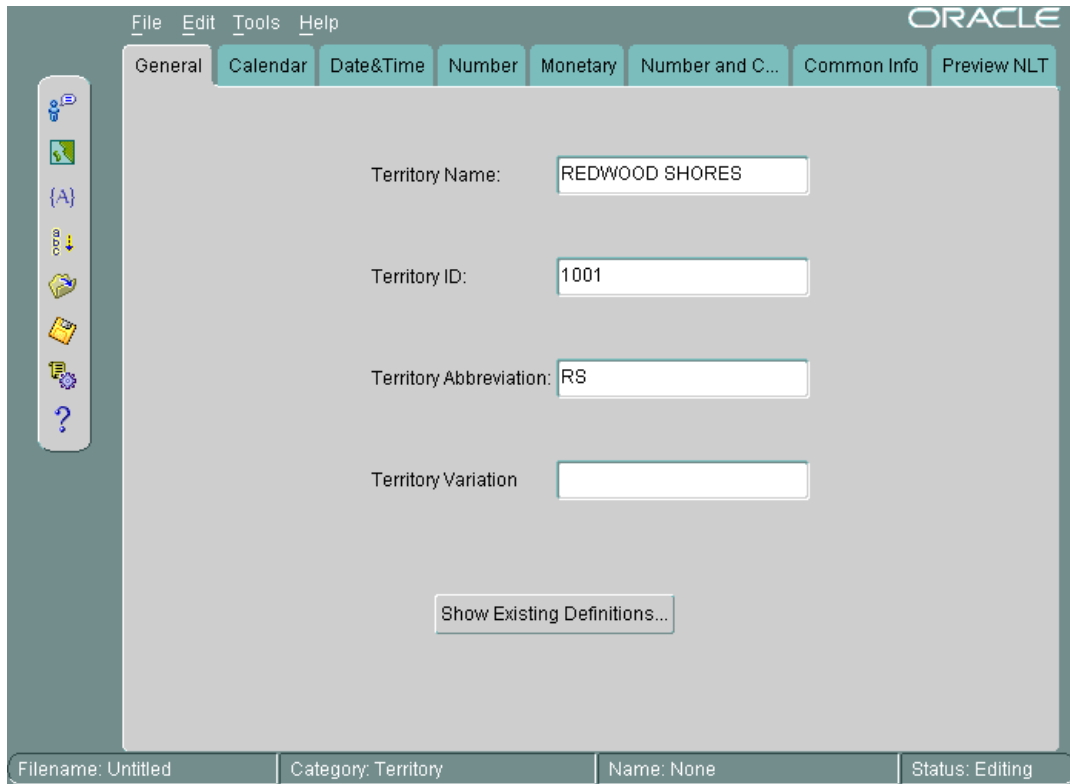 File Edit Tools Help
ORACLE
General Calendar Date&Time Number Monetary Number and C... Common Info Preview NLT
{A}
a
b
c
?
Territory Name: REDWOOD SHORES
Territory ID: 1001
Territory Abbreviation: RS
Territory Variation
Show Existing Definitions...
Filename: Untitled Category: Territory Name: None Status: Editing